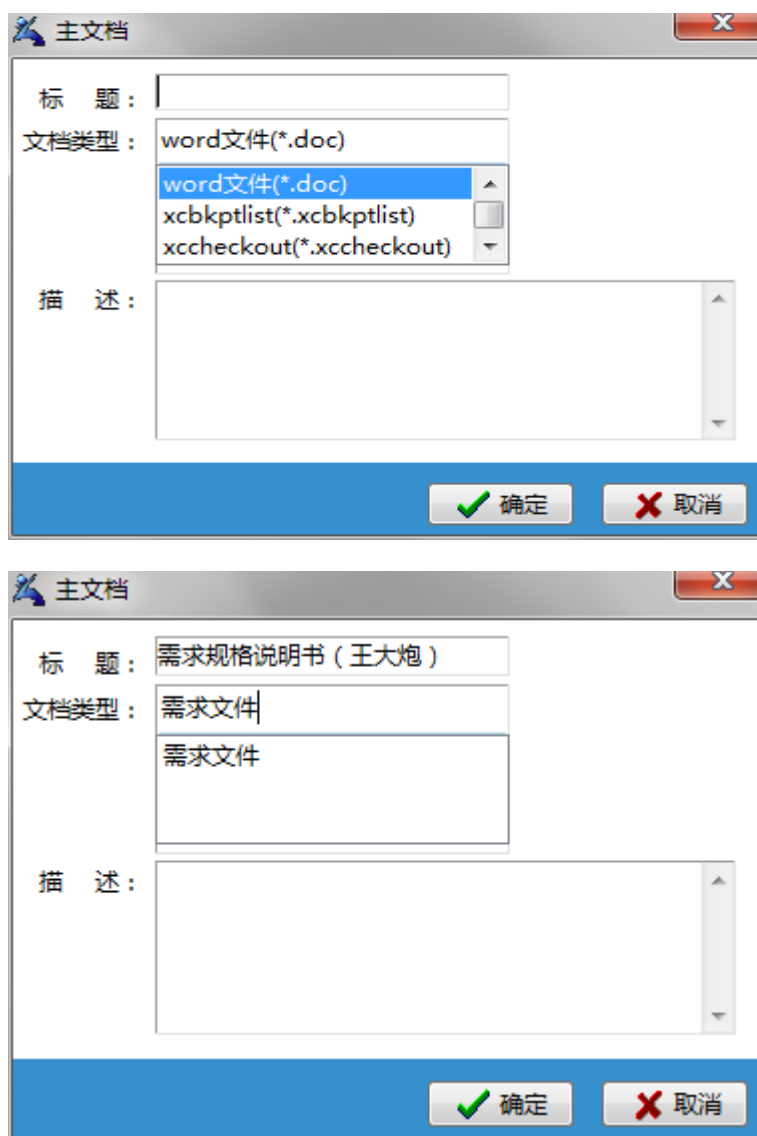 主文档
标 题：
文档类型： word文件(*.doc)
word文件(*.doc)
xcbkptlist(*.xcbkptlist)
xccheckout(*.xccheckout)
描 述：
确定 取消
主文档
标 题： 需求规格说明书（王大炮）
文档类型： 需求文件
需求文件
描 述：
确定 取消